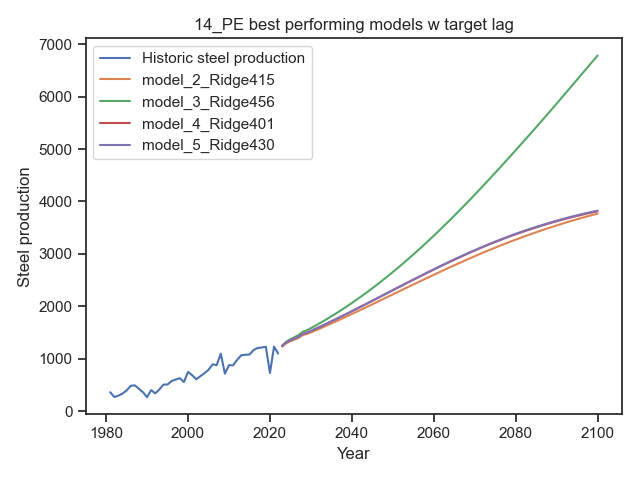 14_PE best performing models w target lag
Steel production
7000
6000
5000
4000
3000
2000
1000
0
Historic steel production
model_2_Ridge415
model_3_Ridge456
model_4_Ridge401
model_5_Ridge430
1980 2000 2020 2040 2060 2080 2100
Year